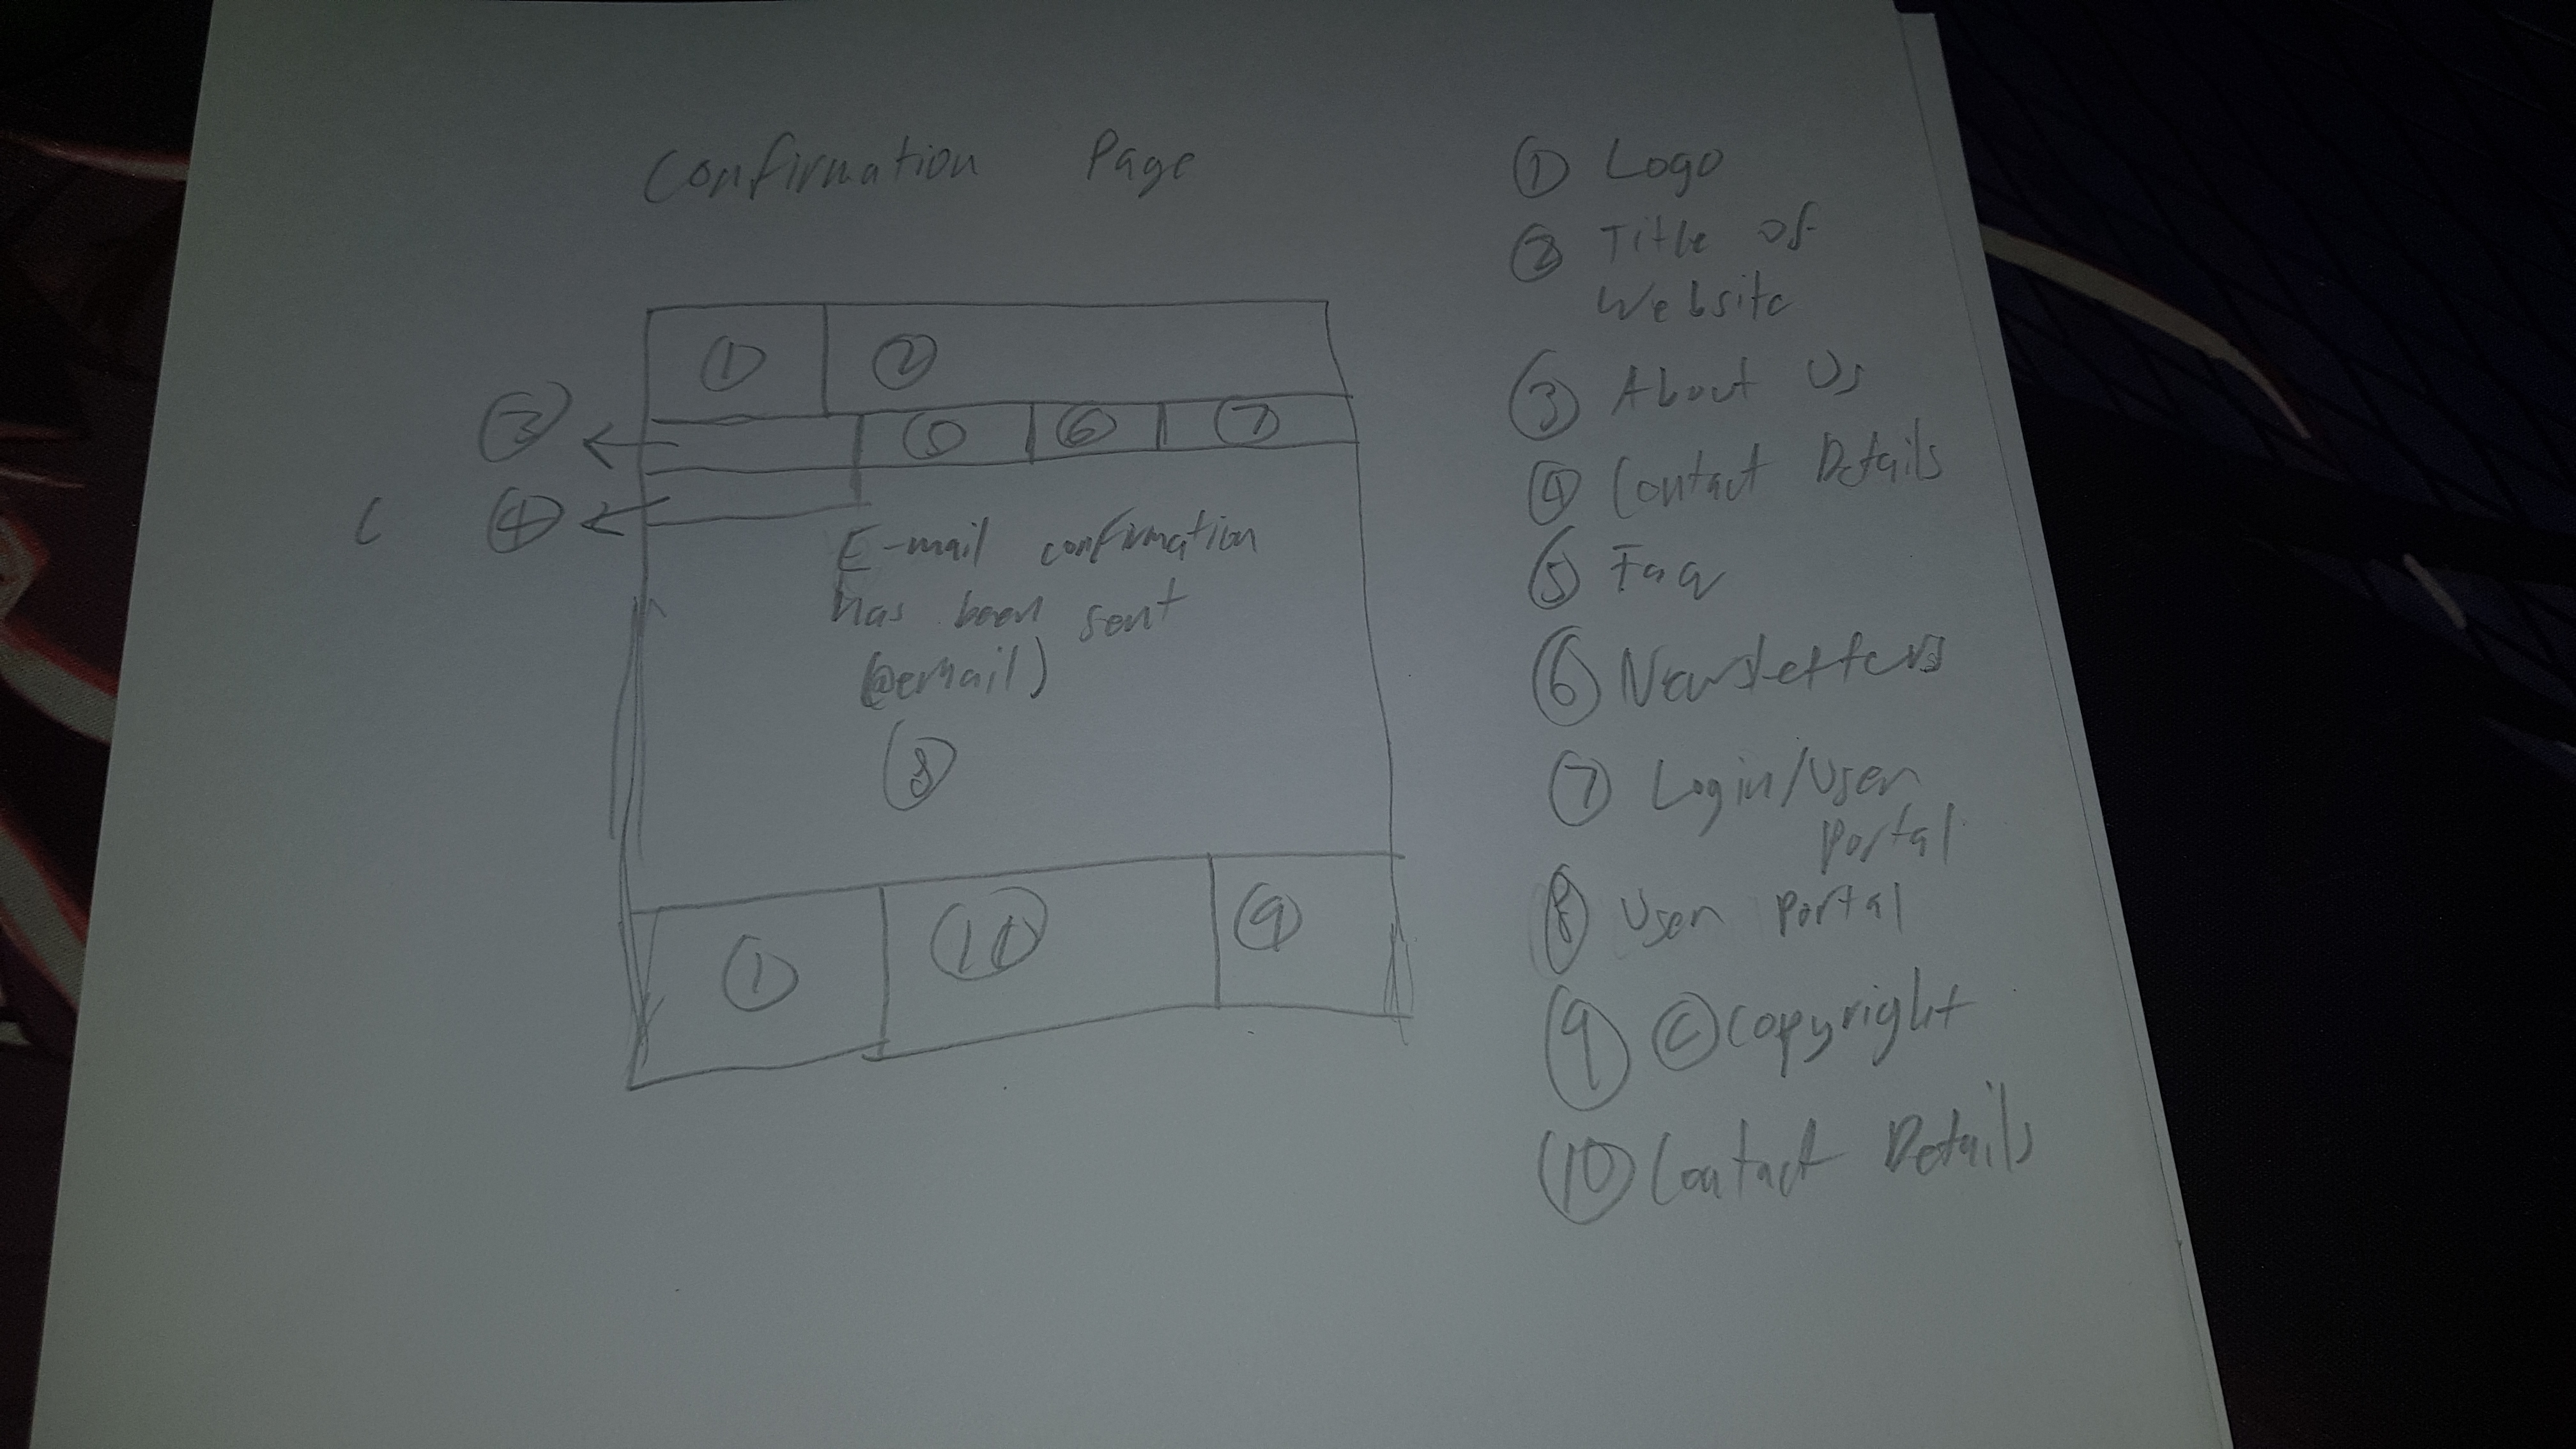 Confirmation Page
① ②
③ ⑤ ⑥ ⑦
④
E-mail confirmation
has been sent
(@email)
⑧
① ⑩ ⑨
① Logo
② Title of
Website
③ About Us
④ Contact Details
⑤ Faq
⑥ Newsletters
⑦ Login/User
Portal
⑧ User Portal
⑨ © Copyright
⑩ Contact Details